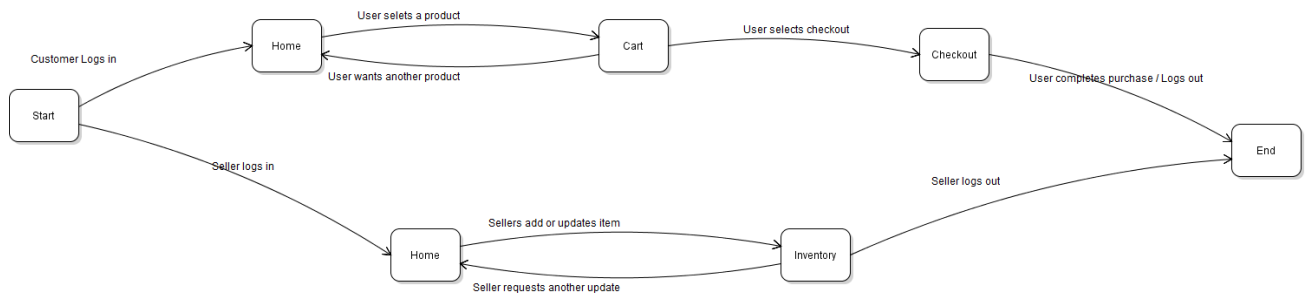 User selets a product
Home
Cart
User selects checkout
Checkout
Customer Logs in
User wants another product
User completes purchase / Logs out
Start
End
Seller logs in
Seller logs out
Sellers add or updates item
Home
Inventory
Seller requests another update